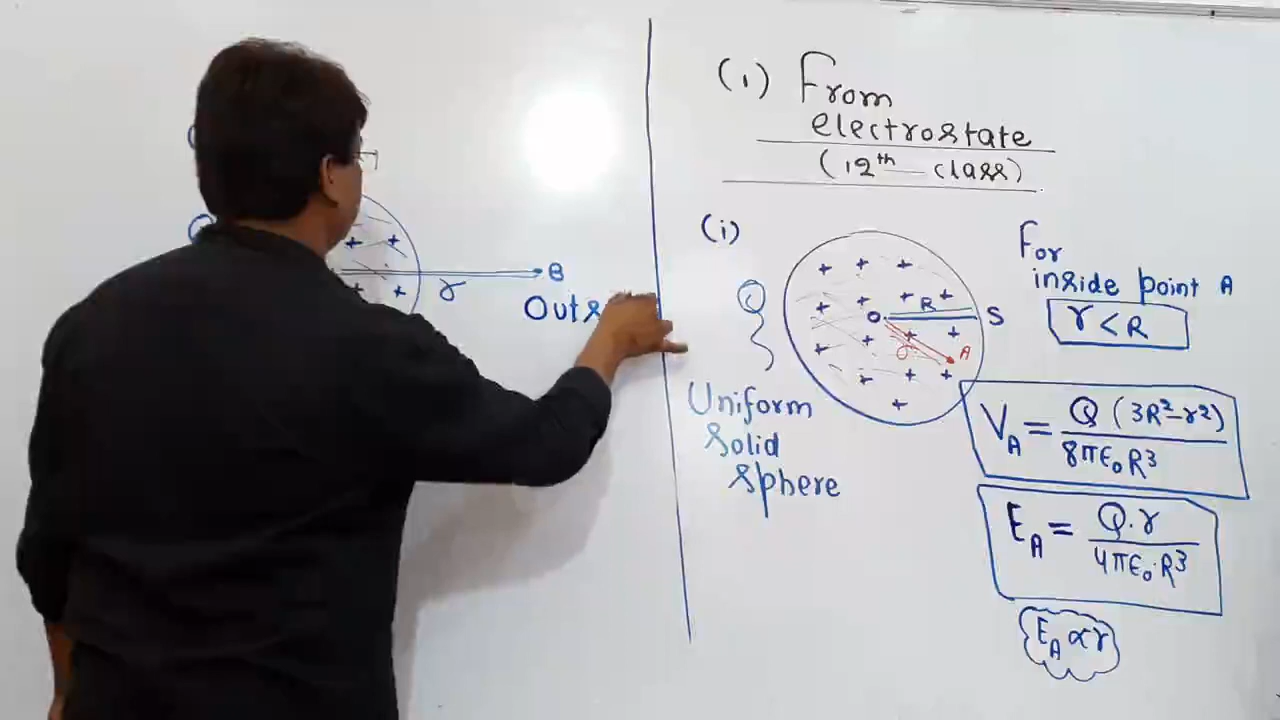 B
r
Outs
(1) From
electrostate
(12th class)
(i)
Q
O
R
S
r
A
Uniform
solid
sphere
For
inside point A
r < R
V_A = Q (3R² - r²) / 8πε₀R³
E_A = Q·r / 4πε₀·R³
E_A ∝ r